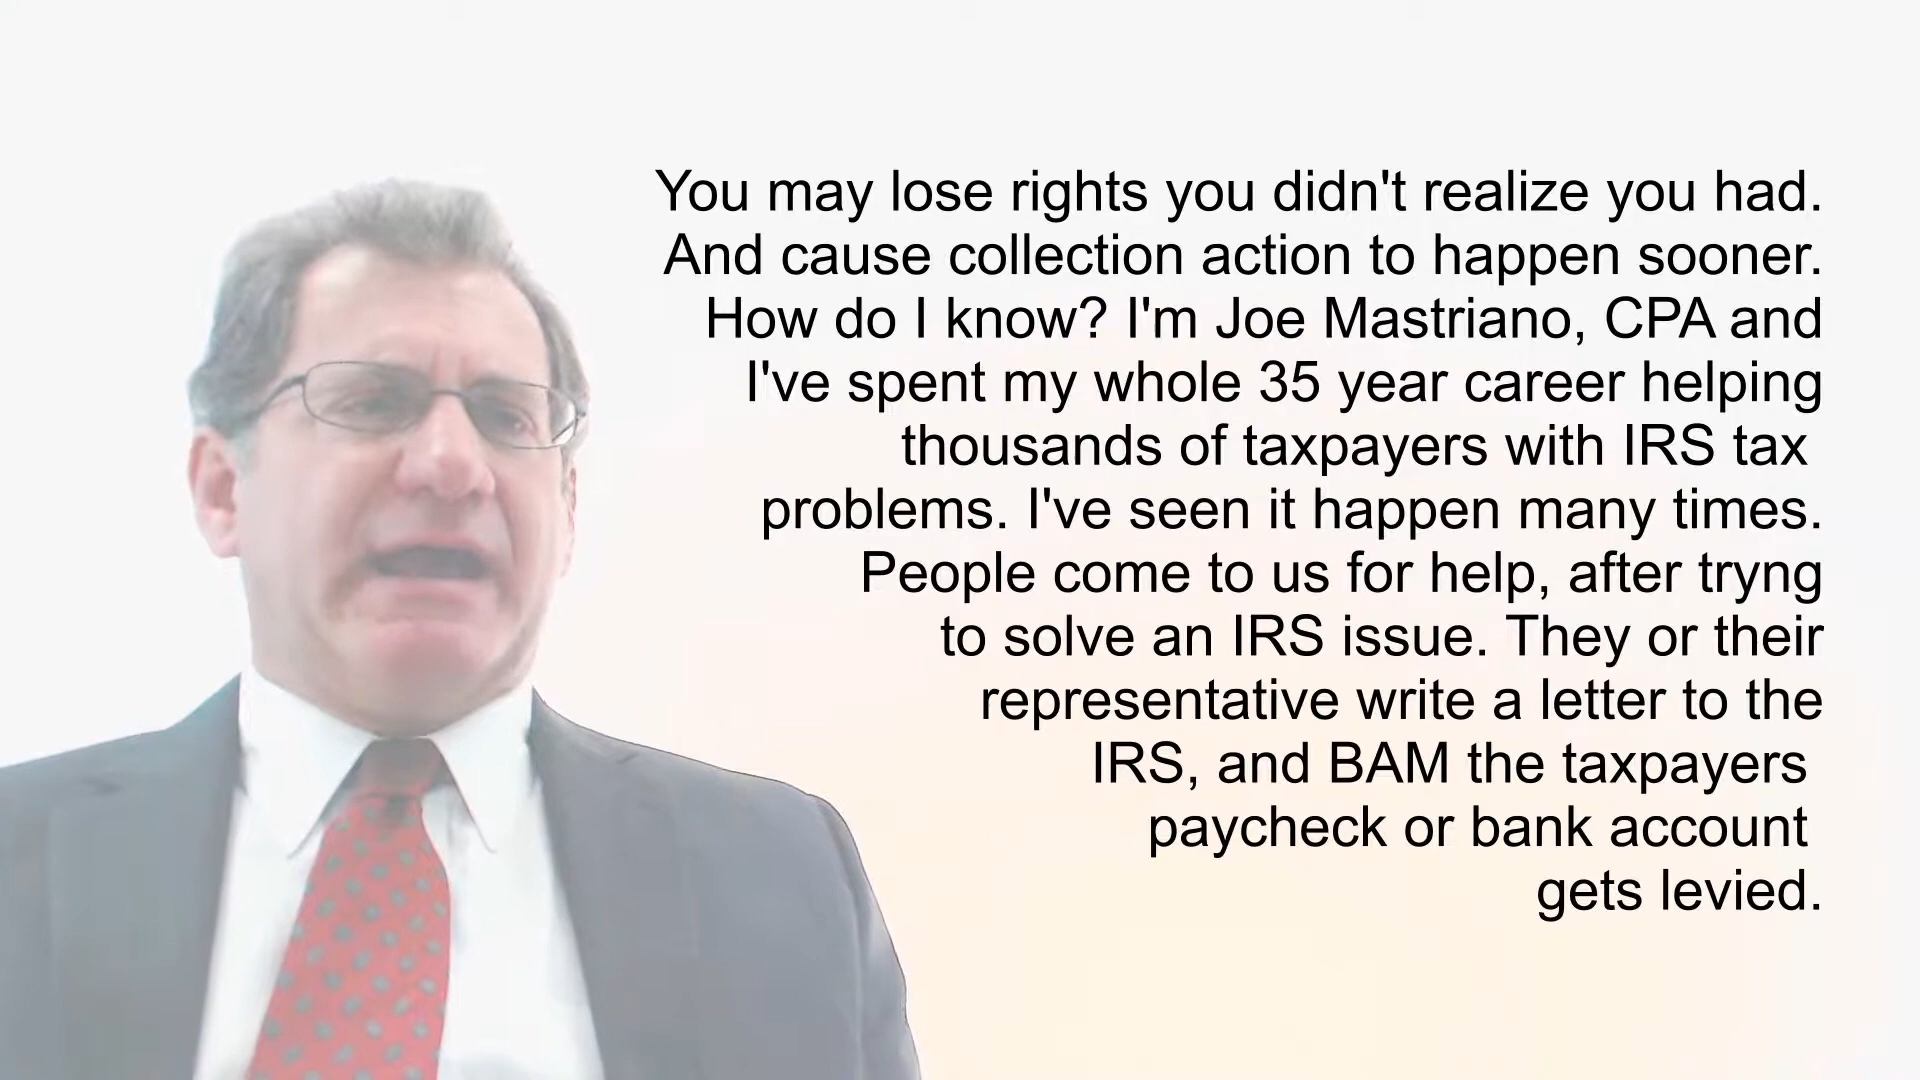 You may lose rights you didn't realize you had.
And cause collection action to happen sooner.
How do I know? I'm Joe Mastriano, CPA and
I've spent my whole 35 year career helping
thousands of taxpayers with IRS tax
problems. I've seen it happen many times.
People come to us for help, after tryng
to solve an IRS issue. They or their
representative write a letter to the
IRS, and BAM the taxpayers
paycheck or bank account
gets levied.